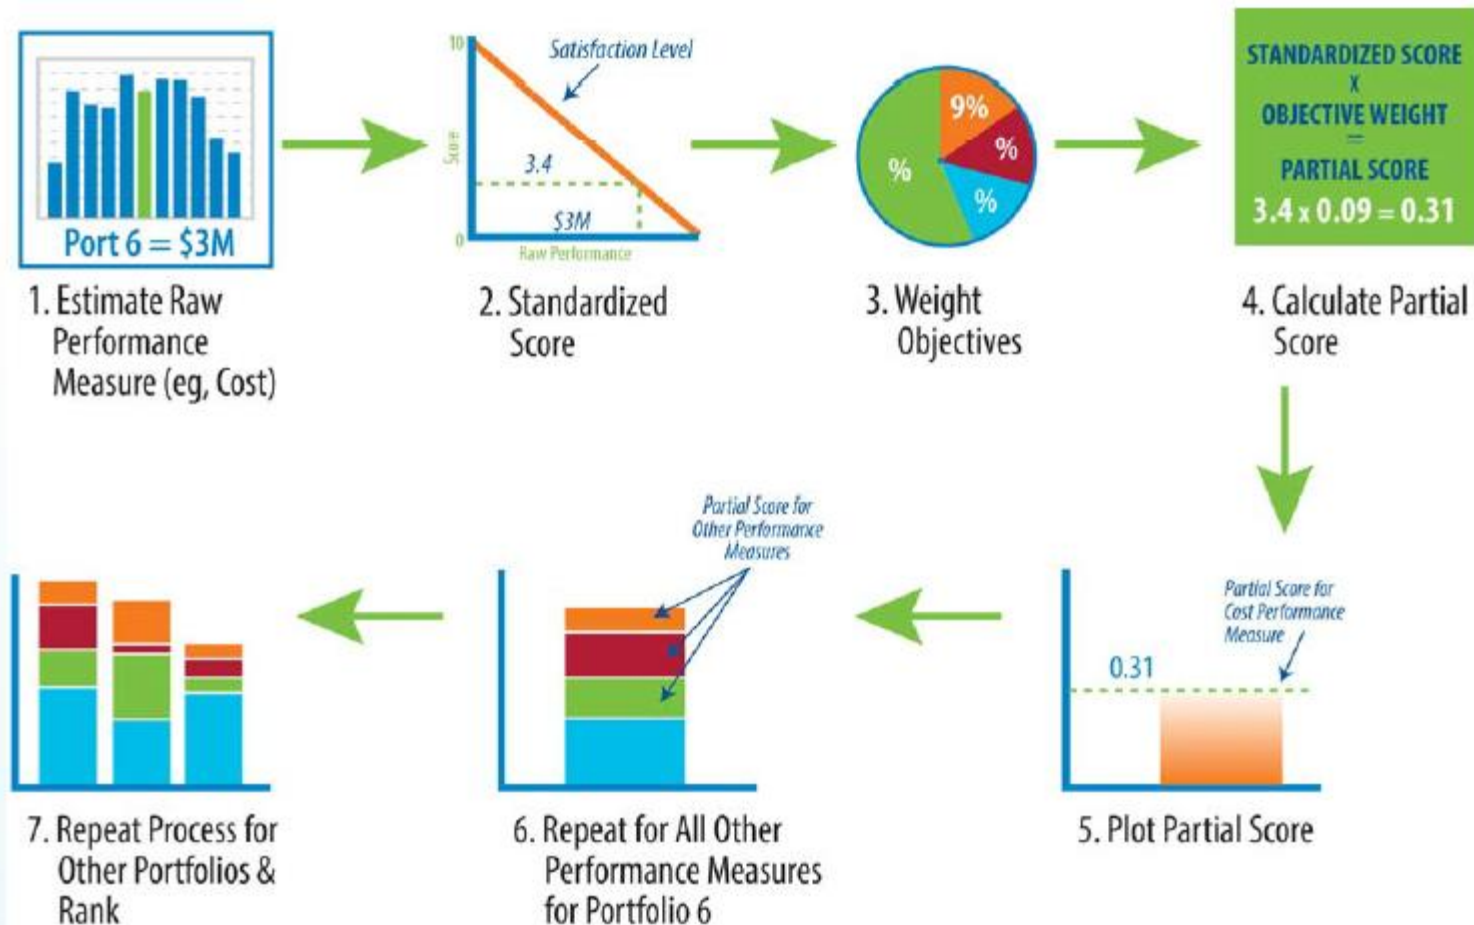 Port 6 = $3M
1. Estimate Raw
Performance
Measure (eg, Cost)
10
Satisfaction Level
Score
3.4
$3M
0
Raw Performance
2. Standardized
Score
9%
%
%
%
3. Weight
Objectives
STANDARDIZED SCORE
X
OBJECTIVE WEIGHT
=
PARTIAL SCORE
3.4 x 0.09 = 0.31
4. Calculate Partial
Score
Partial Score for
Cost Performance
Measure
0.31
5. Plot Partial Score
Partial Score for
Other Performance
Measures
6. Repeat for All Other
Performance Measures
for Portfolio 6
7. Repeat Process for
Other Portfolios &
Rank